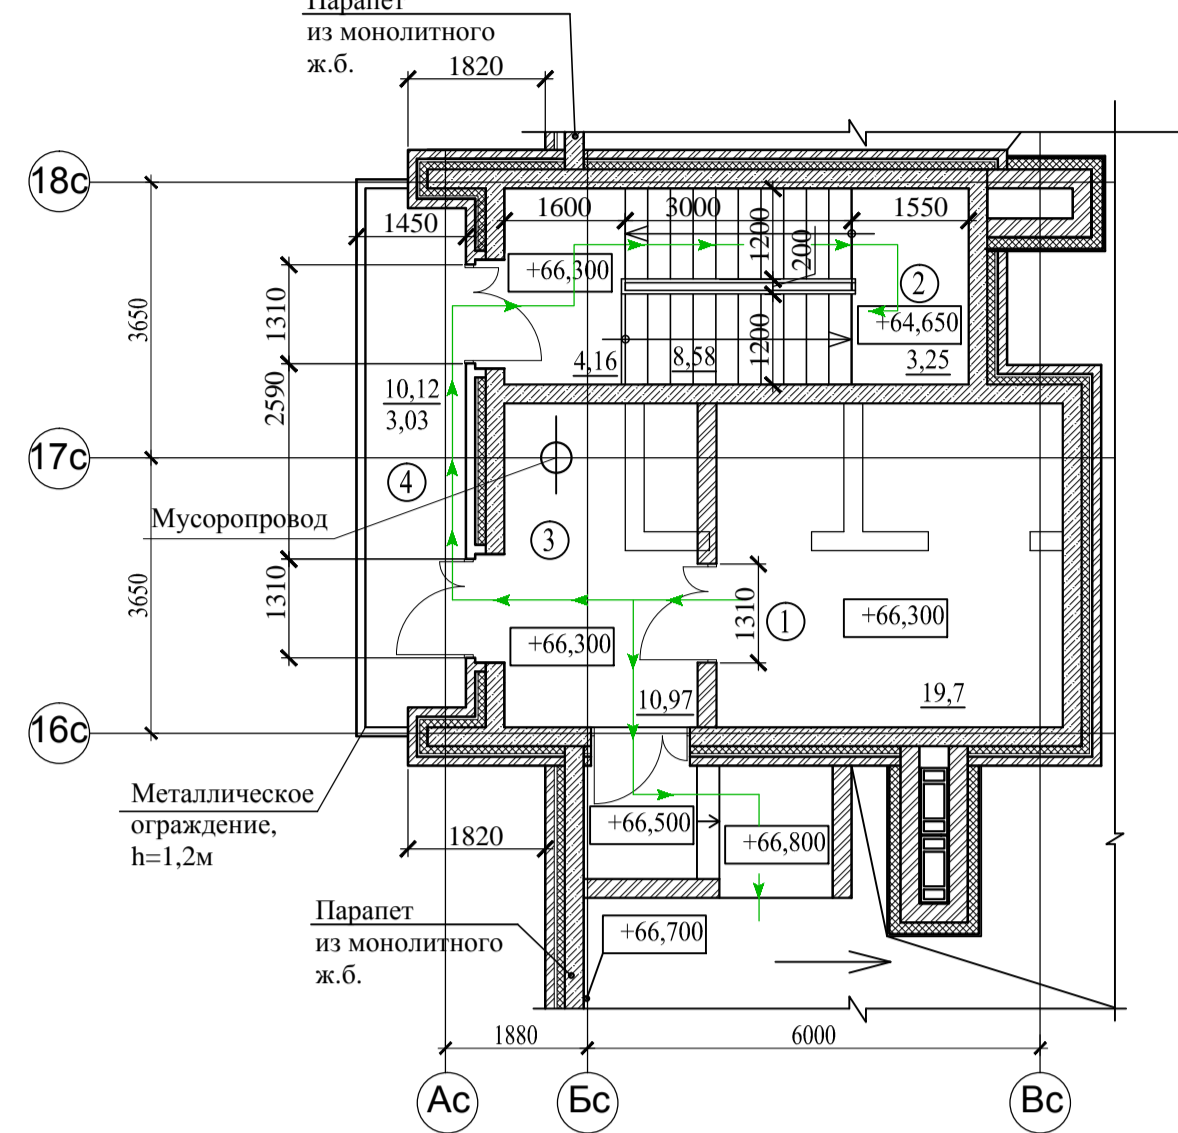 Парапет
из монолитного
ж.б.
1820
18с
1450
1600
3000
1550
1200
200
+66,300
2
+64,650
1310
3650
1200
4,16
8,58
3,25
2590
10,12
3,03
17с
4
Мусоропровод
3
3650
1310
1310
1
+66,300
+66,300
10,97
19,7
16с
Металлическое
ограждение,
h=1,2м
1820
+66,500
+66,800
Парапет
из монолитного
ж.б.
+66,700
1880
6000
Ас
Бс
Вс